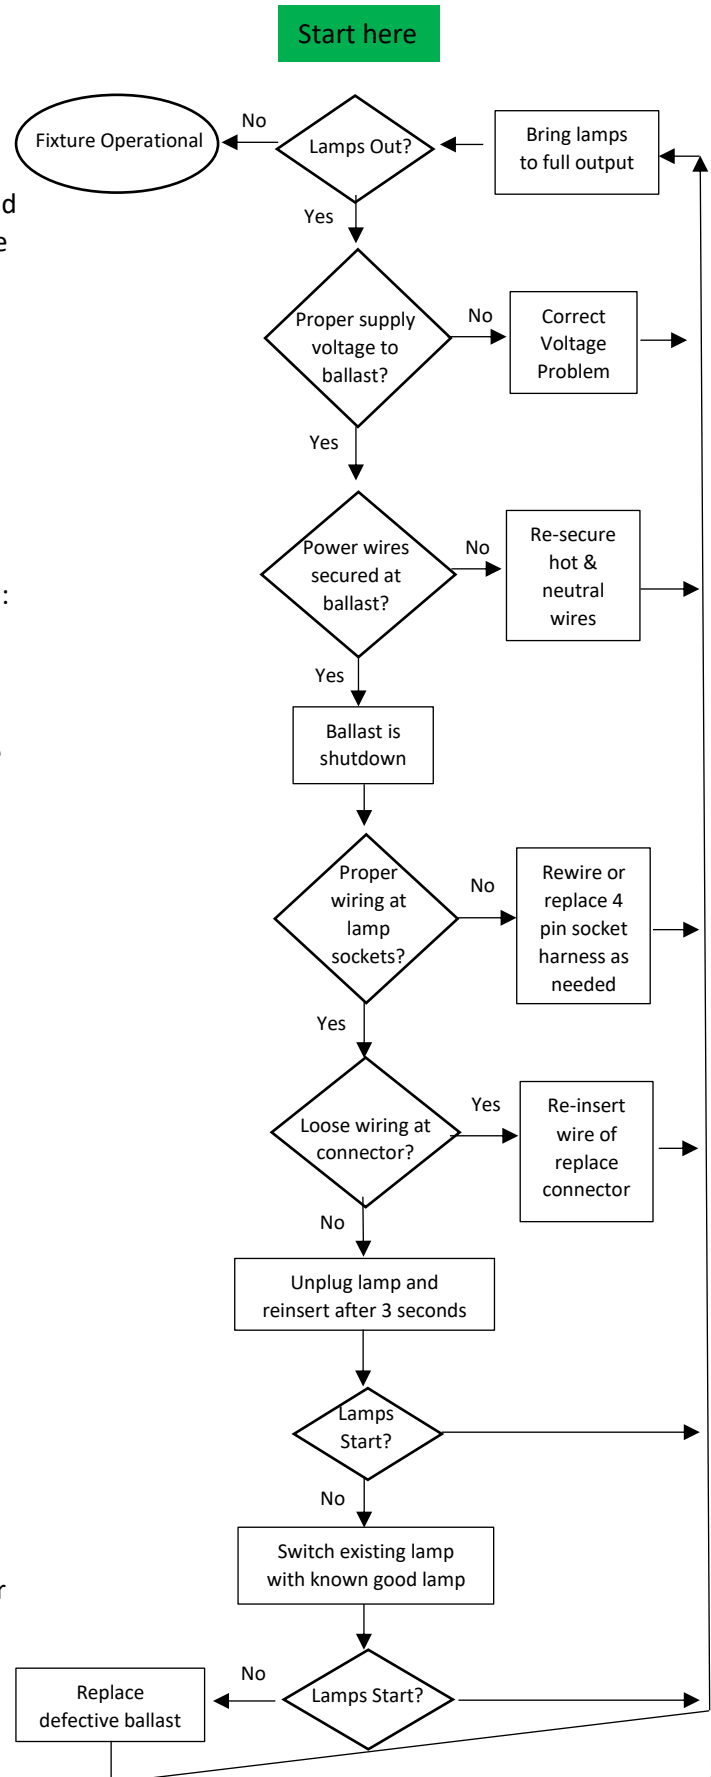 Start here
No
Fixture Operational
Lamps Out?
Bring lamps
to full output
Yes
d
e
Proper supply
voltage to
ballast?
No
Correct
Voltage
Problem
Yes
Power wires
secured at
ballast?
No
Re-secure
hot &
neutral
wires
:
Yes
Ballast is
shutdown
Proper
wiring at
lamp
sockets?
No
Rewire or
replace 4
pin socket
harness as
needed
Yes
Loose wiring at
connector?
Yes
Re-insert
wire of
replace
connector
No
Unplug lamp and
reinsert after 3 seconds
Lamps
Start?
No
Switch existing lamp
with known good lamp
r
Lamps Start?
No
Replace
defective ballast